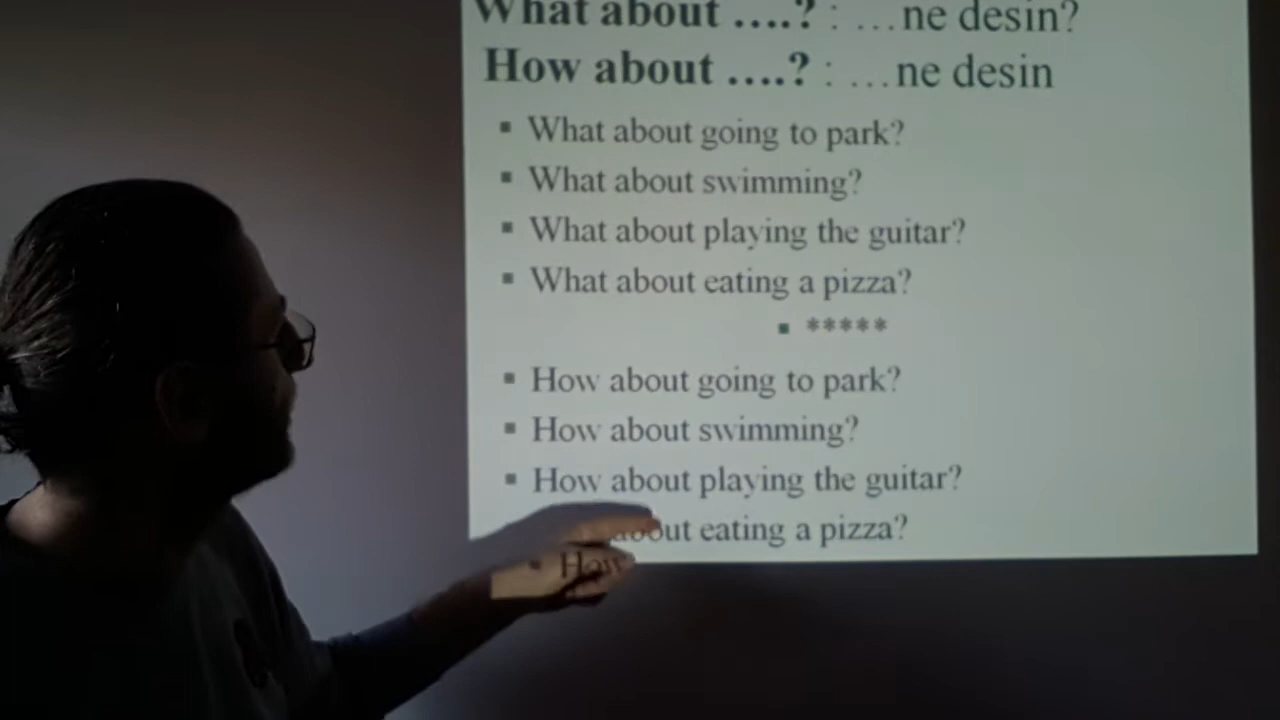 What about ....? : ...ne desin?
How about ....? : ...ne desin
▪ What about going to park?
▪ What about swimming?
▪ What about playing the guitar?
▪ What about eating a pizza?
▪ *****
▪ How about going to park?
▪ How about swimming?
▪ How about playing the guitar?
▪ How about eating a pizza?